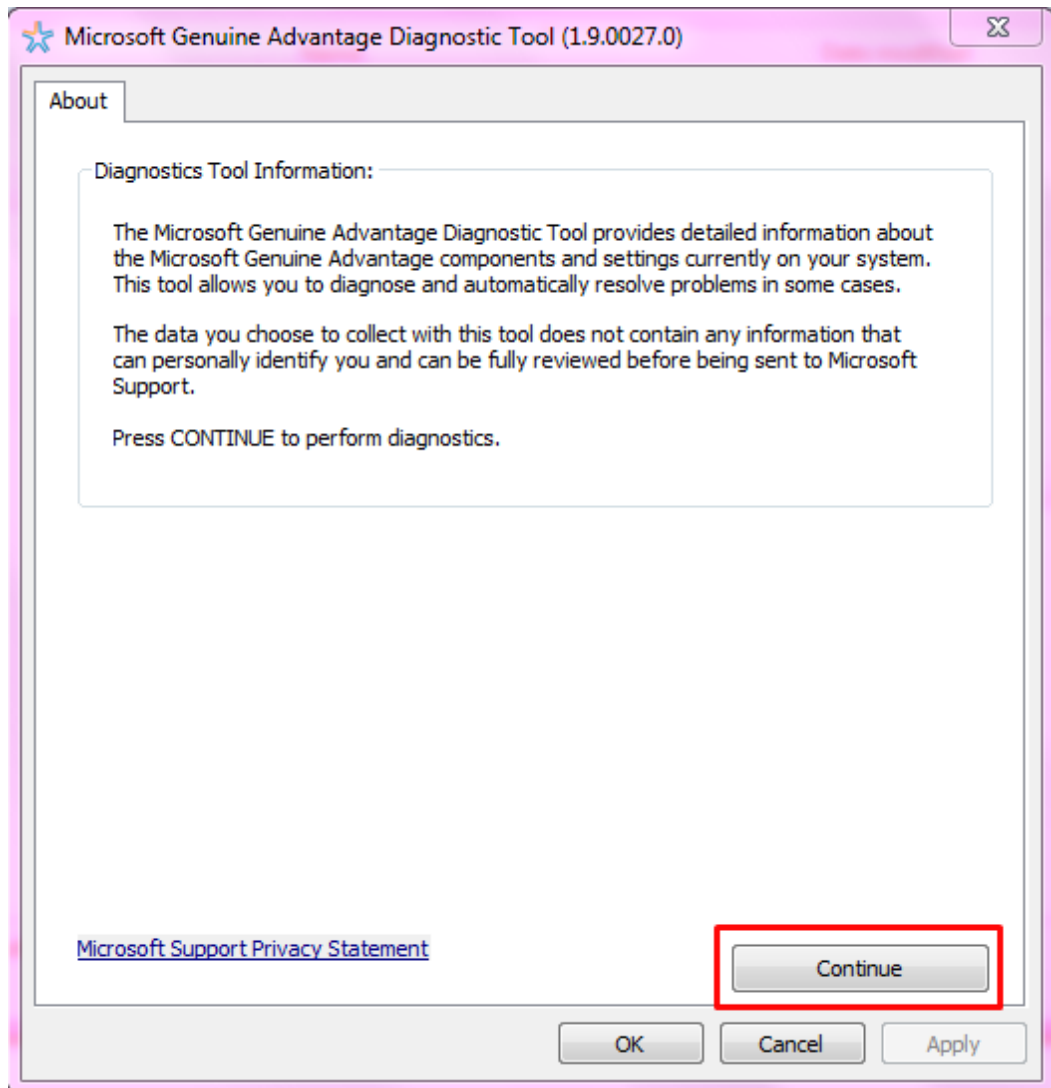 Microsoft Genuine Advantage Diagnostic Tool (1.9.0027.0)
About
Diagnostics Tool Information:
The Microsoft Genuine Advantage Diagnostic Tool provides detailed information about
the Microsoft Genuine Advantage components and settings currently on your system.
This tool allows you to diagnose and automatically resolve problems in some cases.
The data you choose to collect with this tool does not contain any information that
can personally identify you and can be fully reviewed before being sent to Microsoft
Support.
Press CONTINUE to perform diagnostics.
Microsoft Support Privacy Statement
Continue
OK
Cancel
Apply